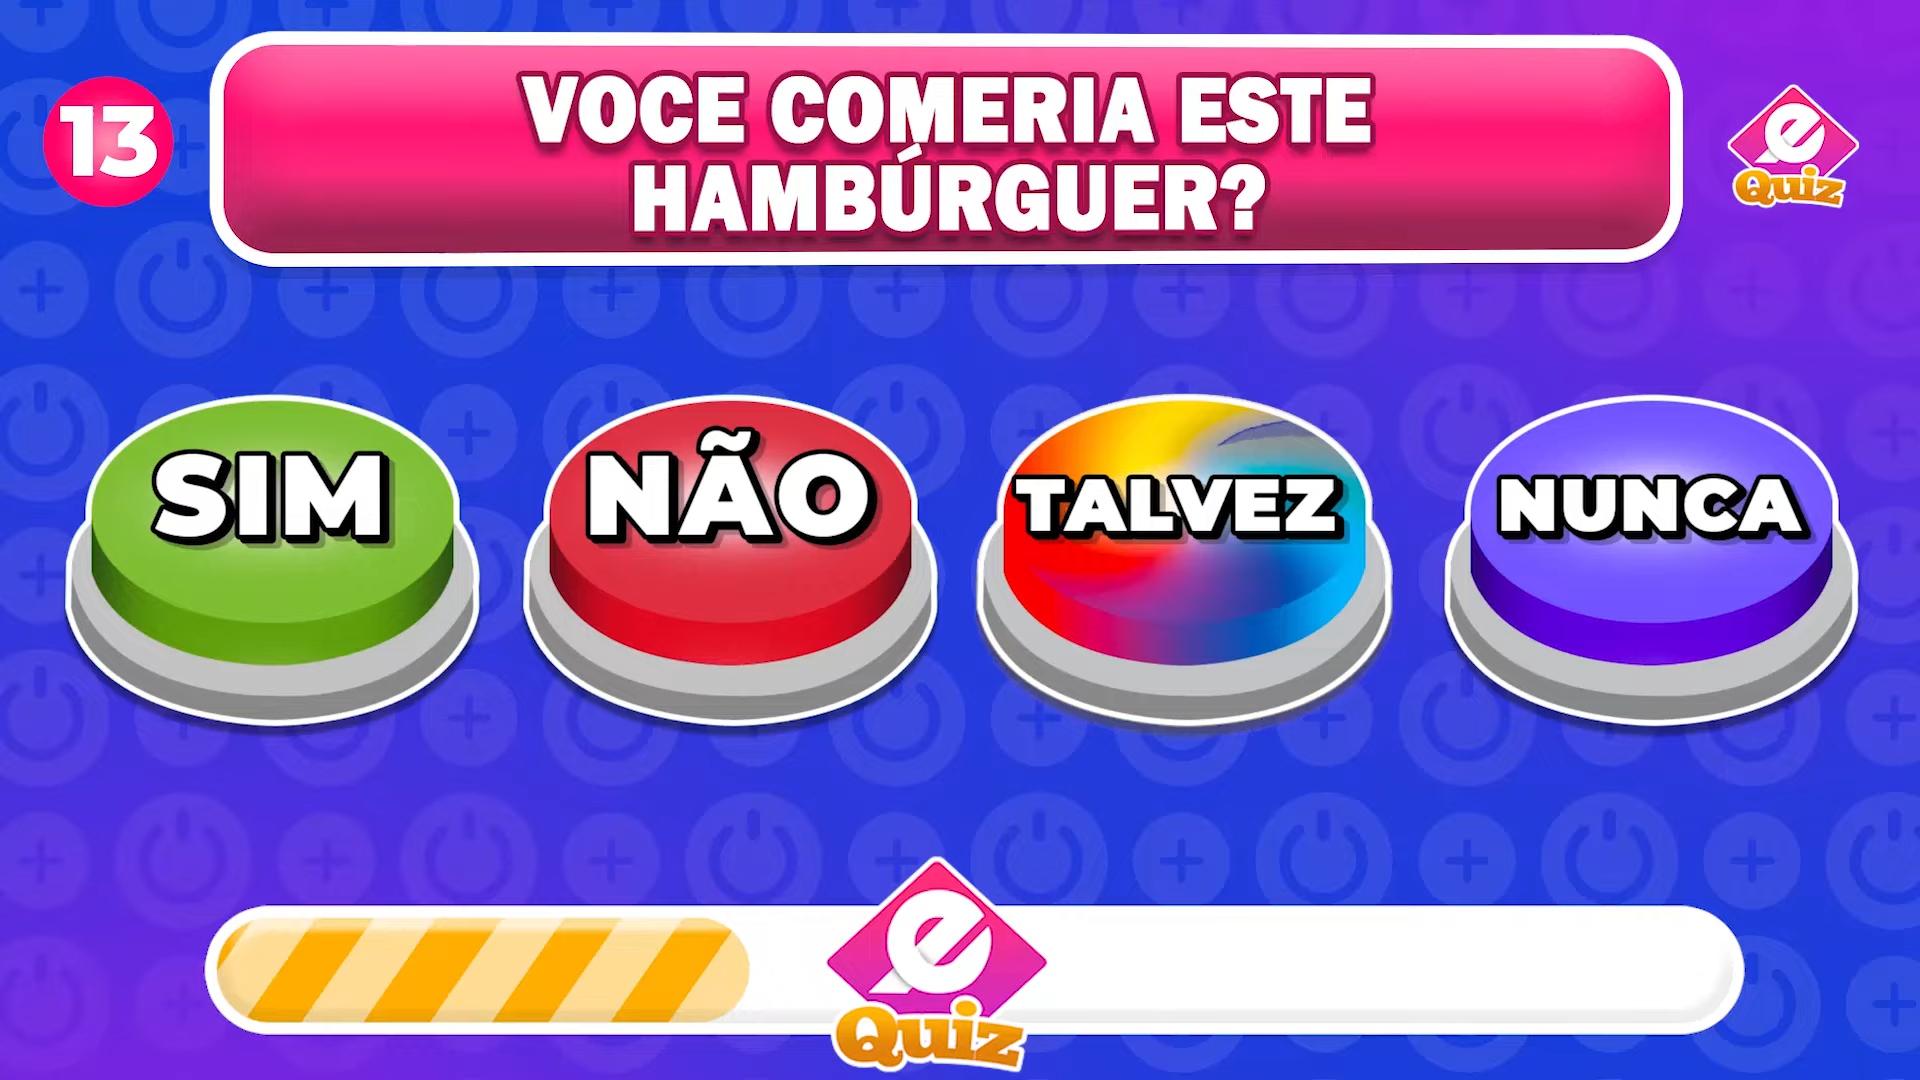 13
VOCE COMERIA ESTE
HAMBÚRGUER?
e
Quiz
SIM
NÃO
TALVEZ
NUNCA
e
Quiz